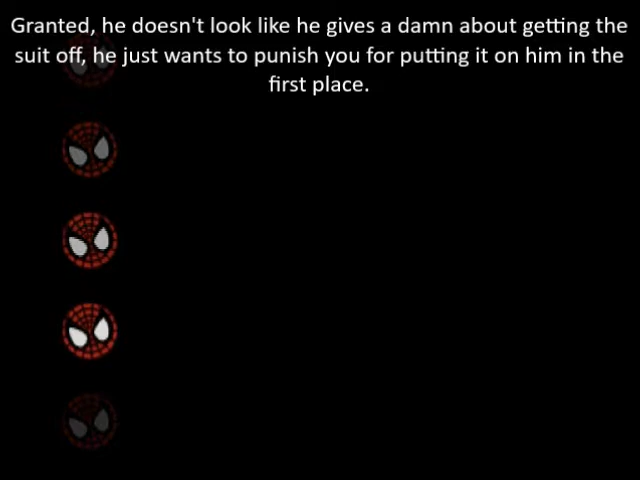 Granted, he doesn't look like he gives a damn about getting the
suit off, he just wants to punish you for putting it on him in the
first place.